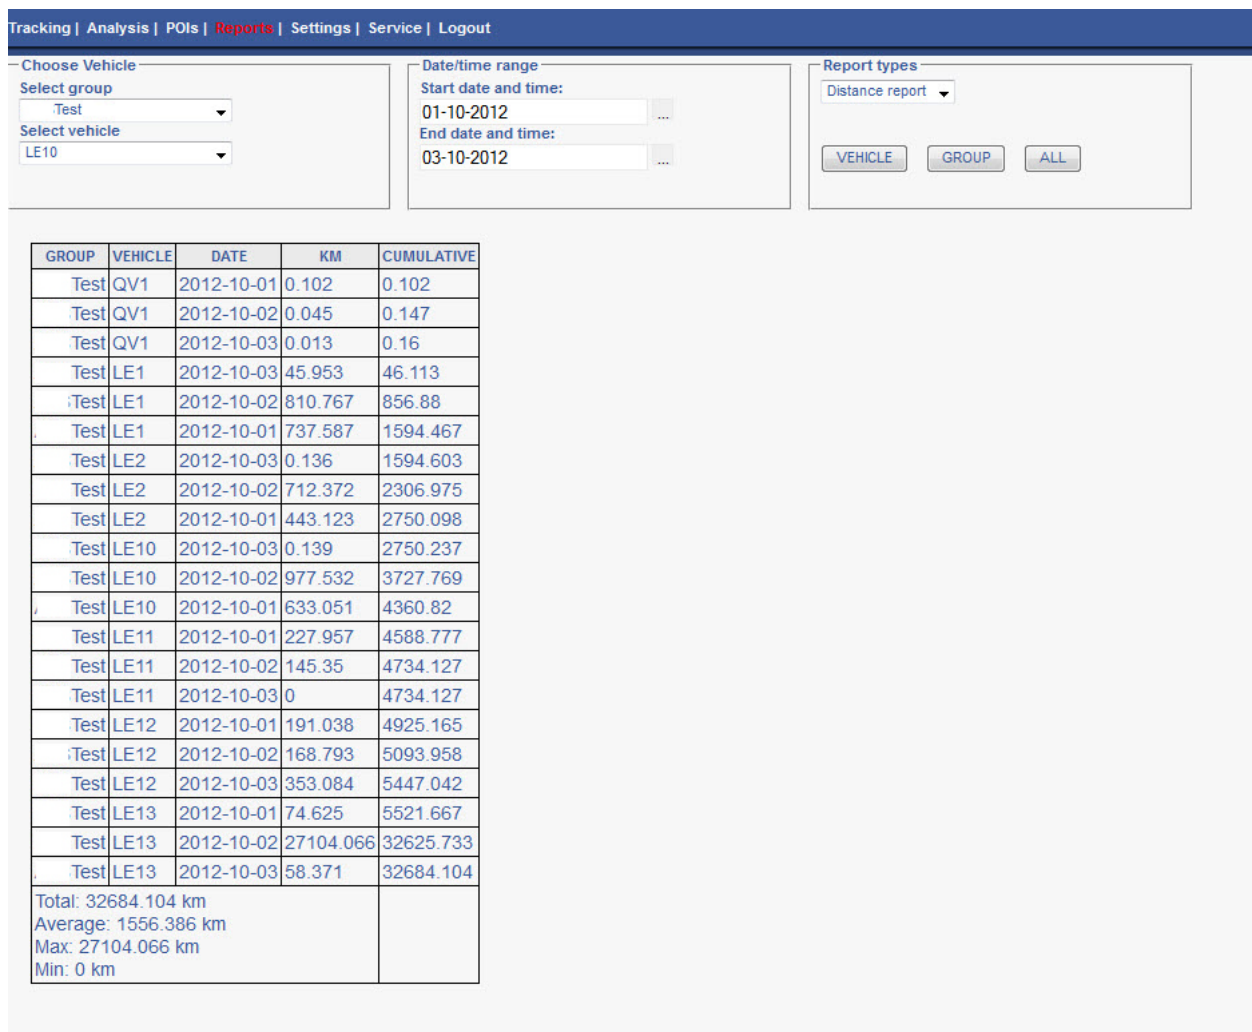 Tracking | Analysis | POIs | Reports | Settings | Service | Logout
Choose Vehicle
Select group
Test
Select vehicle
LE10
Date/time range
Start date and time:
01-10-2012 ...
End date and time:
03-10-2012 ...
Report types
Distance report
VEHICLE GROUP ALL
GROUP VEHICLE DATE KM CUMULATIVE
Test QV1 2012-10-01 0.102 0.102
Test QV1 2012-10-02 0.045 0.147
Test QV1 2012-10-03 0.013 0.16
Test LE1 2012-10-03 45.953 46.113
Test LE1 2012-10-02 810.767 856.88
Test LE1 2012-10-01 737.587 1594.467
Test LE2 2012-10-03 0.136 1594.603
Test LE2 2012-10-02 712.372 2306.975
Test LE2 2012-10-01 443.123 2750.098
Test LE10 2012-10-03 0.139 2750.237
Test LE10 2012-10-02 977.532 3727.769
Test LE10 2012-10-01 633.051 4360.82
Test LE11 2012-10-01 227.957 4588.777
Test LE11 2012-10-02 145.35 4734.127
Test LE11 2012-10-03 0 4734.127
Test LE12 2012-10-01 191.038 4925.165
Test LE12 2012-10-02 168.793 5093.958
Test LE12 2012-10-03 353.084 5447.042
Test LE13 2012-10-01 74.625 5521.667
Test LE13 2012-10-02 27104.066 32625.733
Test LE13 2012-10-03 58.371 32684.104
Total: 32684.104 km
Average: 1556.386 km
Max: 27104.066 km
Min: 0 km